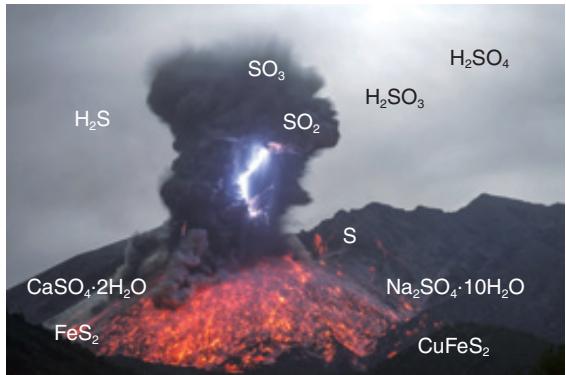 H₂SO₄
SO₃
H₂SO₃
H₂S
SO₂
S
CaSO₄·2H₂O
Na₂SO₄·10H₂O
FeS₂
CuFeS₂